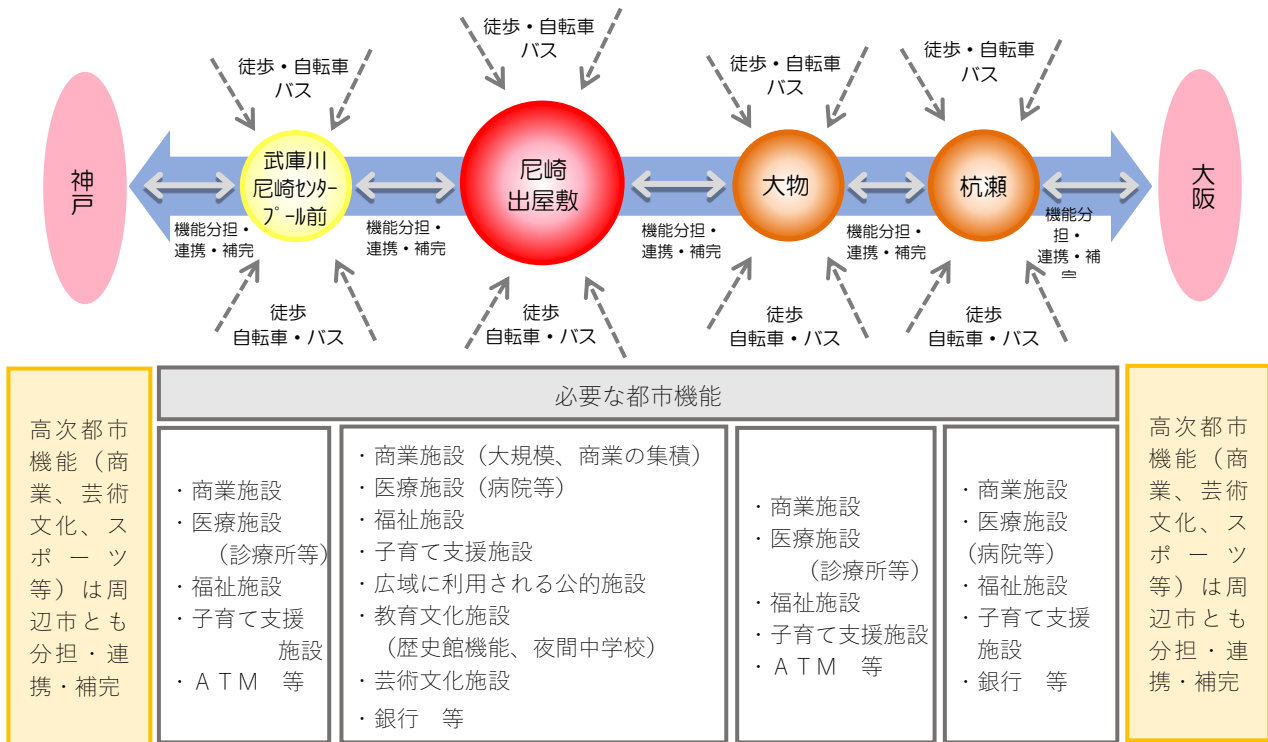 徒歩・自転車
バス
徒歩・自転車
バス
徒歩・自転車
バス
徒歩・自転車
バス
神戸
武庫川
尼崎センター
プール前
尼崎
出屋敷
大物
杭瀬
大阪
機能分担・
連携・補完
機能分担・
連携・補完
機能分担・
連携・補完
機能分担・
連携・補完
機能分
担・
連携・補
徒歩
自転車・バス
徒歩
自転車・バス
徒歩
自転車・バス
徒歩
自転車・バス
高次都市
機能（商
業、芸術
文化、ス
ポーツ
等）は周
辺市とも
分担・連
携・補完
必要な都市機能
・商業施設
・医療施設
（診療所等）
・福祉施設
・子育て支援
施設
・ＡＴＭ　等
・商業施設（大規模、商業の集積）
・医療施設（病院等）
・福祉施設
・子育て支援施設
・広域に利用される公的施設
・教育文化施設
（歴史館機能、夜間中学校）
・芸術文化施設
・銀行　等
・商業施設
・医療施設
（診療所等）
・福祉施設
・子育て支援施設
・ＡＴＭ　等
・商業施設
・医療施設
(病院等）
・福祉施設
・子育て支援
施設
・銀行　等
高次都市
機能（商
業、芸術
文化、ス
ポーツ
等）は周
辺市とも
分担・連
携・補完